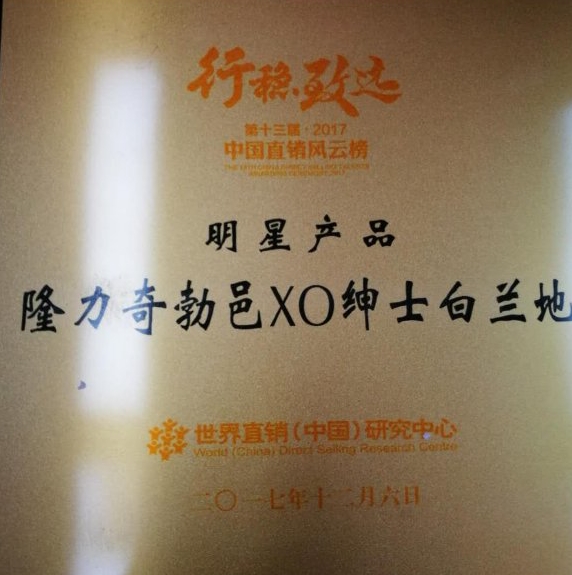 行稳致远
第十三届·2017
中国直销风云榜
明星产品
隆力奇勃邑XO绅士白兰地
世界直销(中国)研究中心
World (China) Direct Selling Research Centre
二〇一七年十二月六日